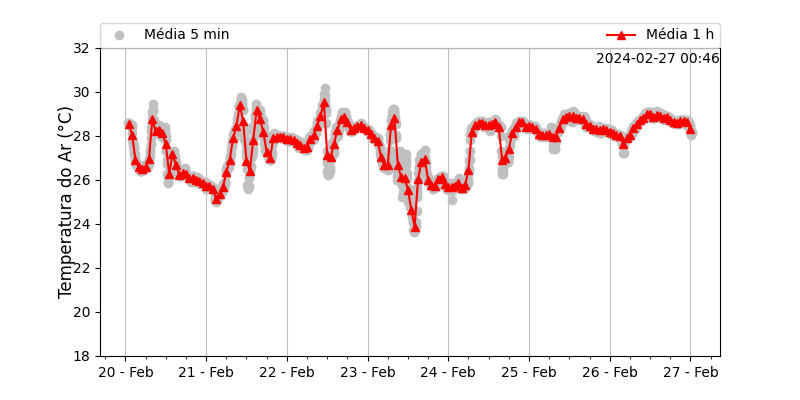 Média 5 min
Média 1 h
2024-02-27 00:46
Temperatura do Ar (°C)
32
30
28
26
24
22
20
18
20 - Feb
21 - Feb
22 - Feb
23 - Feb
24 - Feb
25 - Feb
26 - Feb
27 - Feb